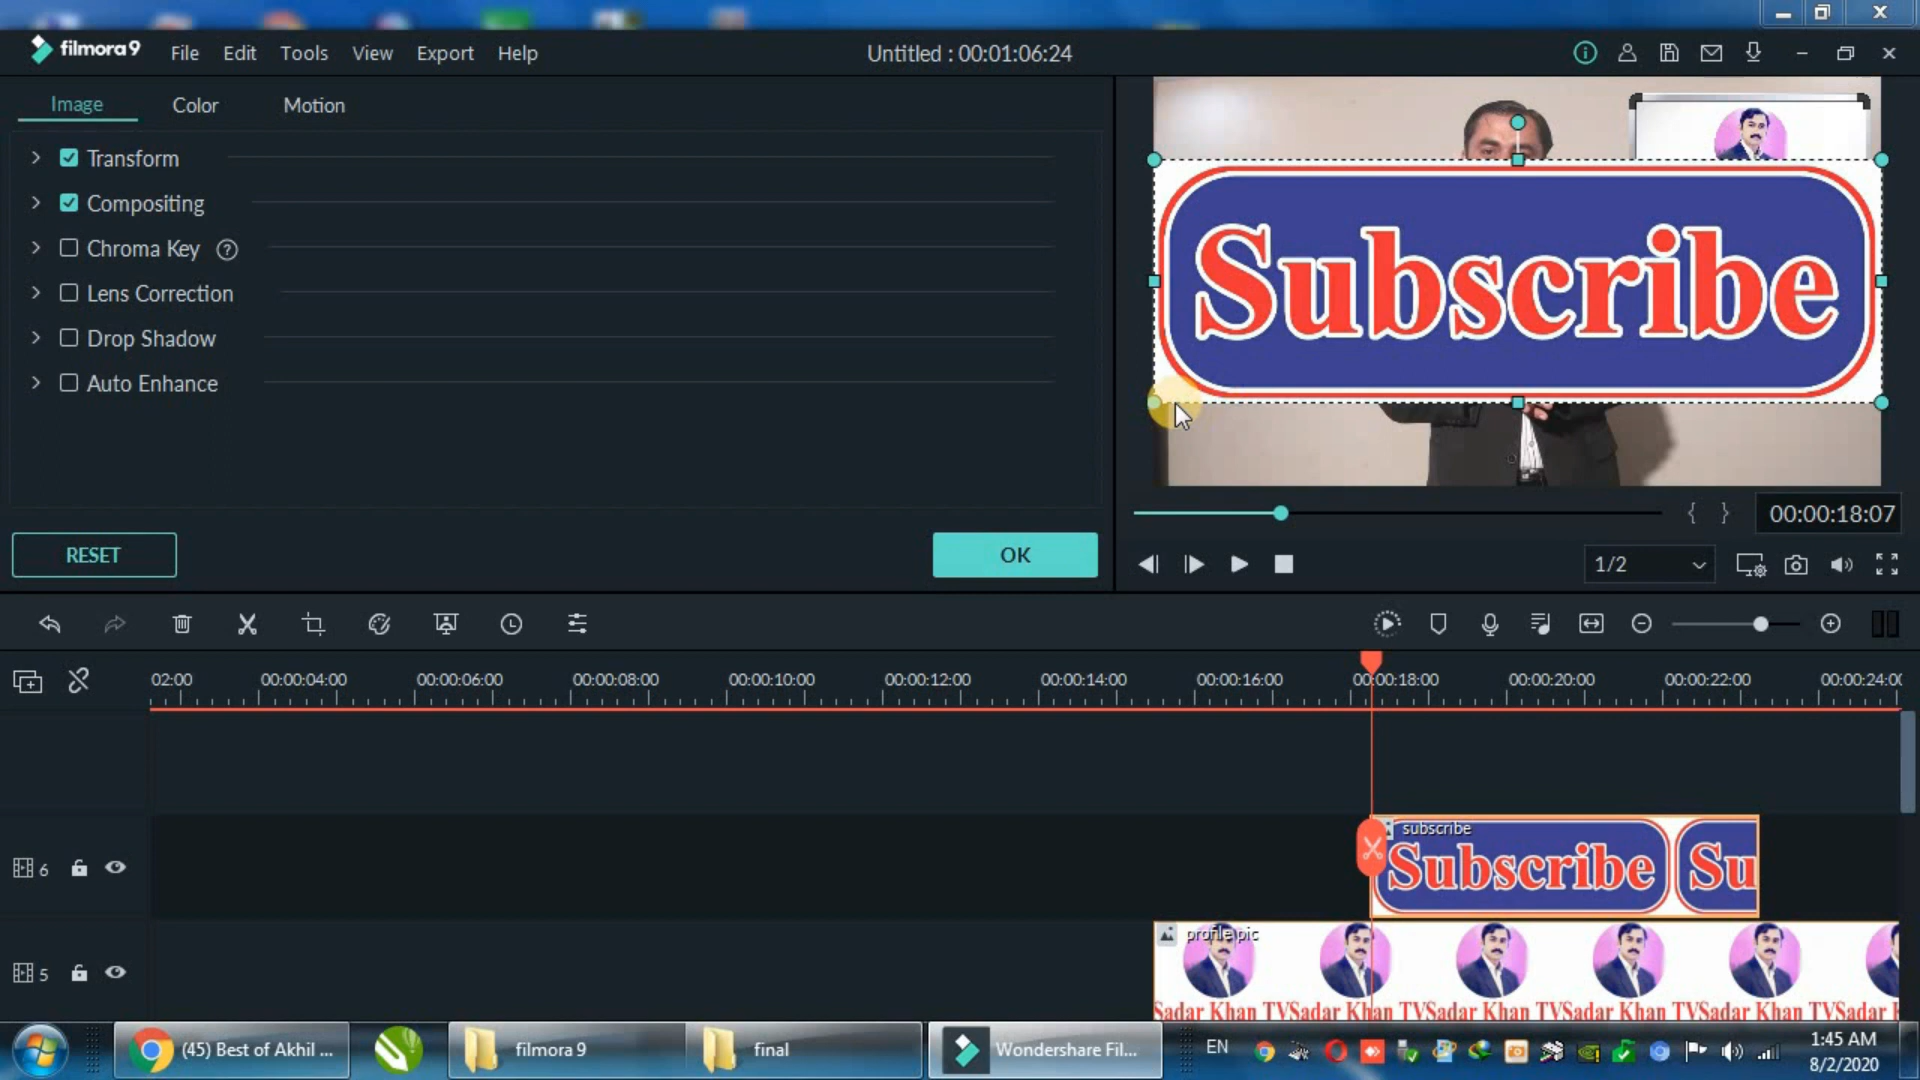 filmora9 File Edit Tools View Export Help Untitled : 00:01:06:24
Image Color Motion
Transform
Compositing
Chroma Key
Lens Correction
Drop Shadow
Auto Enhance
RESET OK
Subscribe
00:00:18:07
1/2
02:00 00:00:04:00 00:00:06:00 00:00:08:00 00:00:10:00 00:00:12:00 00:00:14:00 00:00:16:00 00:00:18:00 00:00:20:00 00:00:22:00 00:00:24:00
6 subscribe
Subscribe Su
5 profile pic
Sadar Khan TVSadar Khan TVSadar Khan TVSadar Khan TVSadar Khan TVSadar K
(45) Best of Akhil ... filmora 9 final Wondershare Fil... EN 1:45 AM
8/2/2020